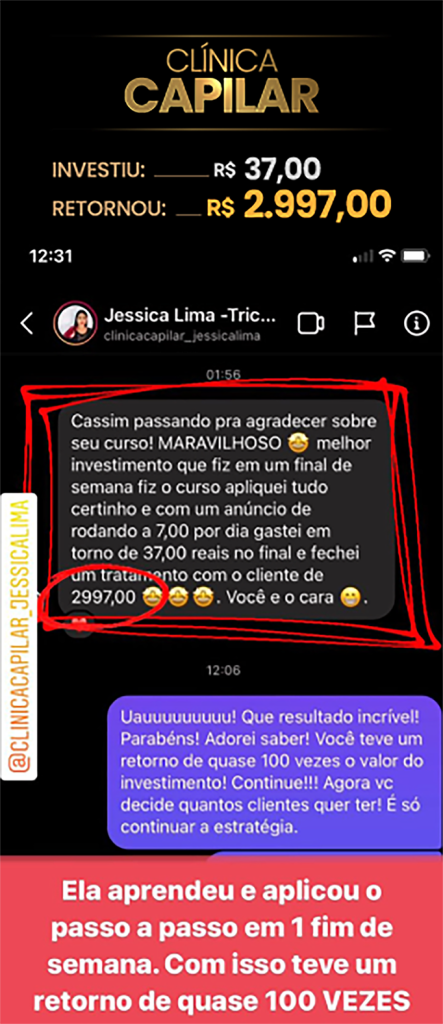 CLÍNICA
CAPILAR
INVESTIU: R$ 37,00
RETORNOU: R$ 2.997,00
12:31
Jessica Lima -Tric...
clinicacapilar_jessicalima
01:56
Cassim passando pra agradecer sobre
seu curso! MARAVILHOSO 🤩 melhor
investimento que fiz em um final de
semana fiz o curso apliquei tudo
certinho e com um anúncio de
rodando a 7,00 por dia gastei em
torno de 37,00 reais no final e fechei
um tratamento com o cliente de
2997,00 🤩🤩🤩. Você e o cara 😁.
@CLINICACAPILAR_JESSICALIMA
12:06
Uauuuuuuuuu! Que resultado incrível!
Parabéns! Adorei saber! Você teve um
retorno de quase 100 vezes o valor do
investimento! Continue!!! Agora vc
decide quantos clientes quer ter! É só
continuar a estratégia.
Ela aprendeu e aplicou o
passo a passo em 1 fim de
semana. Com isso teve um
retorno de quase 100 VEZES